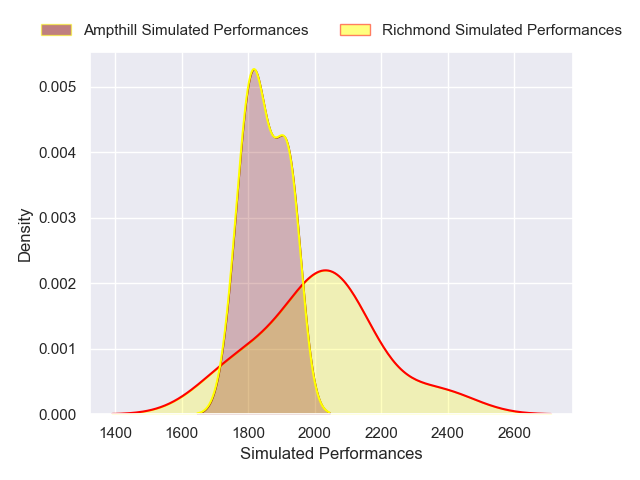 Ampthill Simulated Performances
Richmond Simulated Performances
0.005
0.004
0.003
0.002
0.001
0.000
Density
1400 1600 1800 2000 2200 2400 2600
Simulated Performances